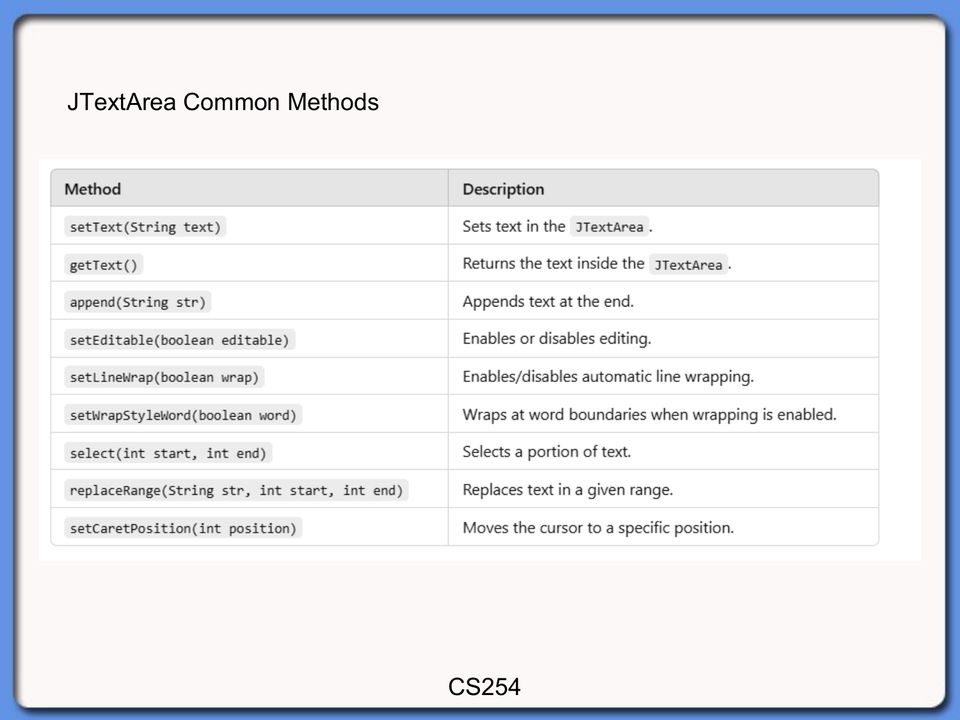 JTextArea Common Methods
Method Description
setText(String text) Sets text in the JTextArea.
getText() Returns the text inside the JTextArea.
append(String str) Appends text at the end.
setEditable(boolean editable) Enables or disables editing.
setLineWrap(boolean wrap) Enables/disables automatic line wrapping.
setWrapStyleWord(boolean word) Wraps at word boundaries when wrapping is enabled.
select(int start, int end) Selects a portion of text.
replaceRange(String str, int start, int end) Replaces text in a given range.
setCaretPosition(int position) Moves the cursor to a specific position.
CS254